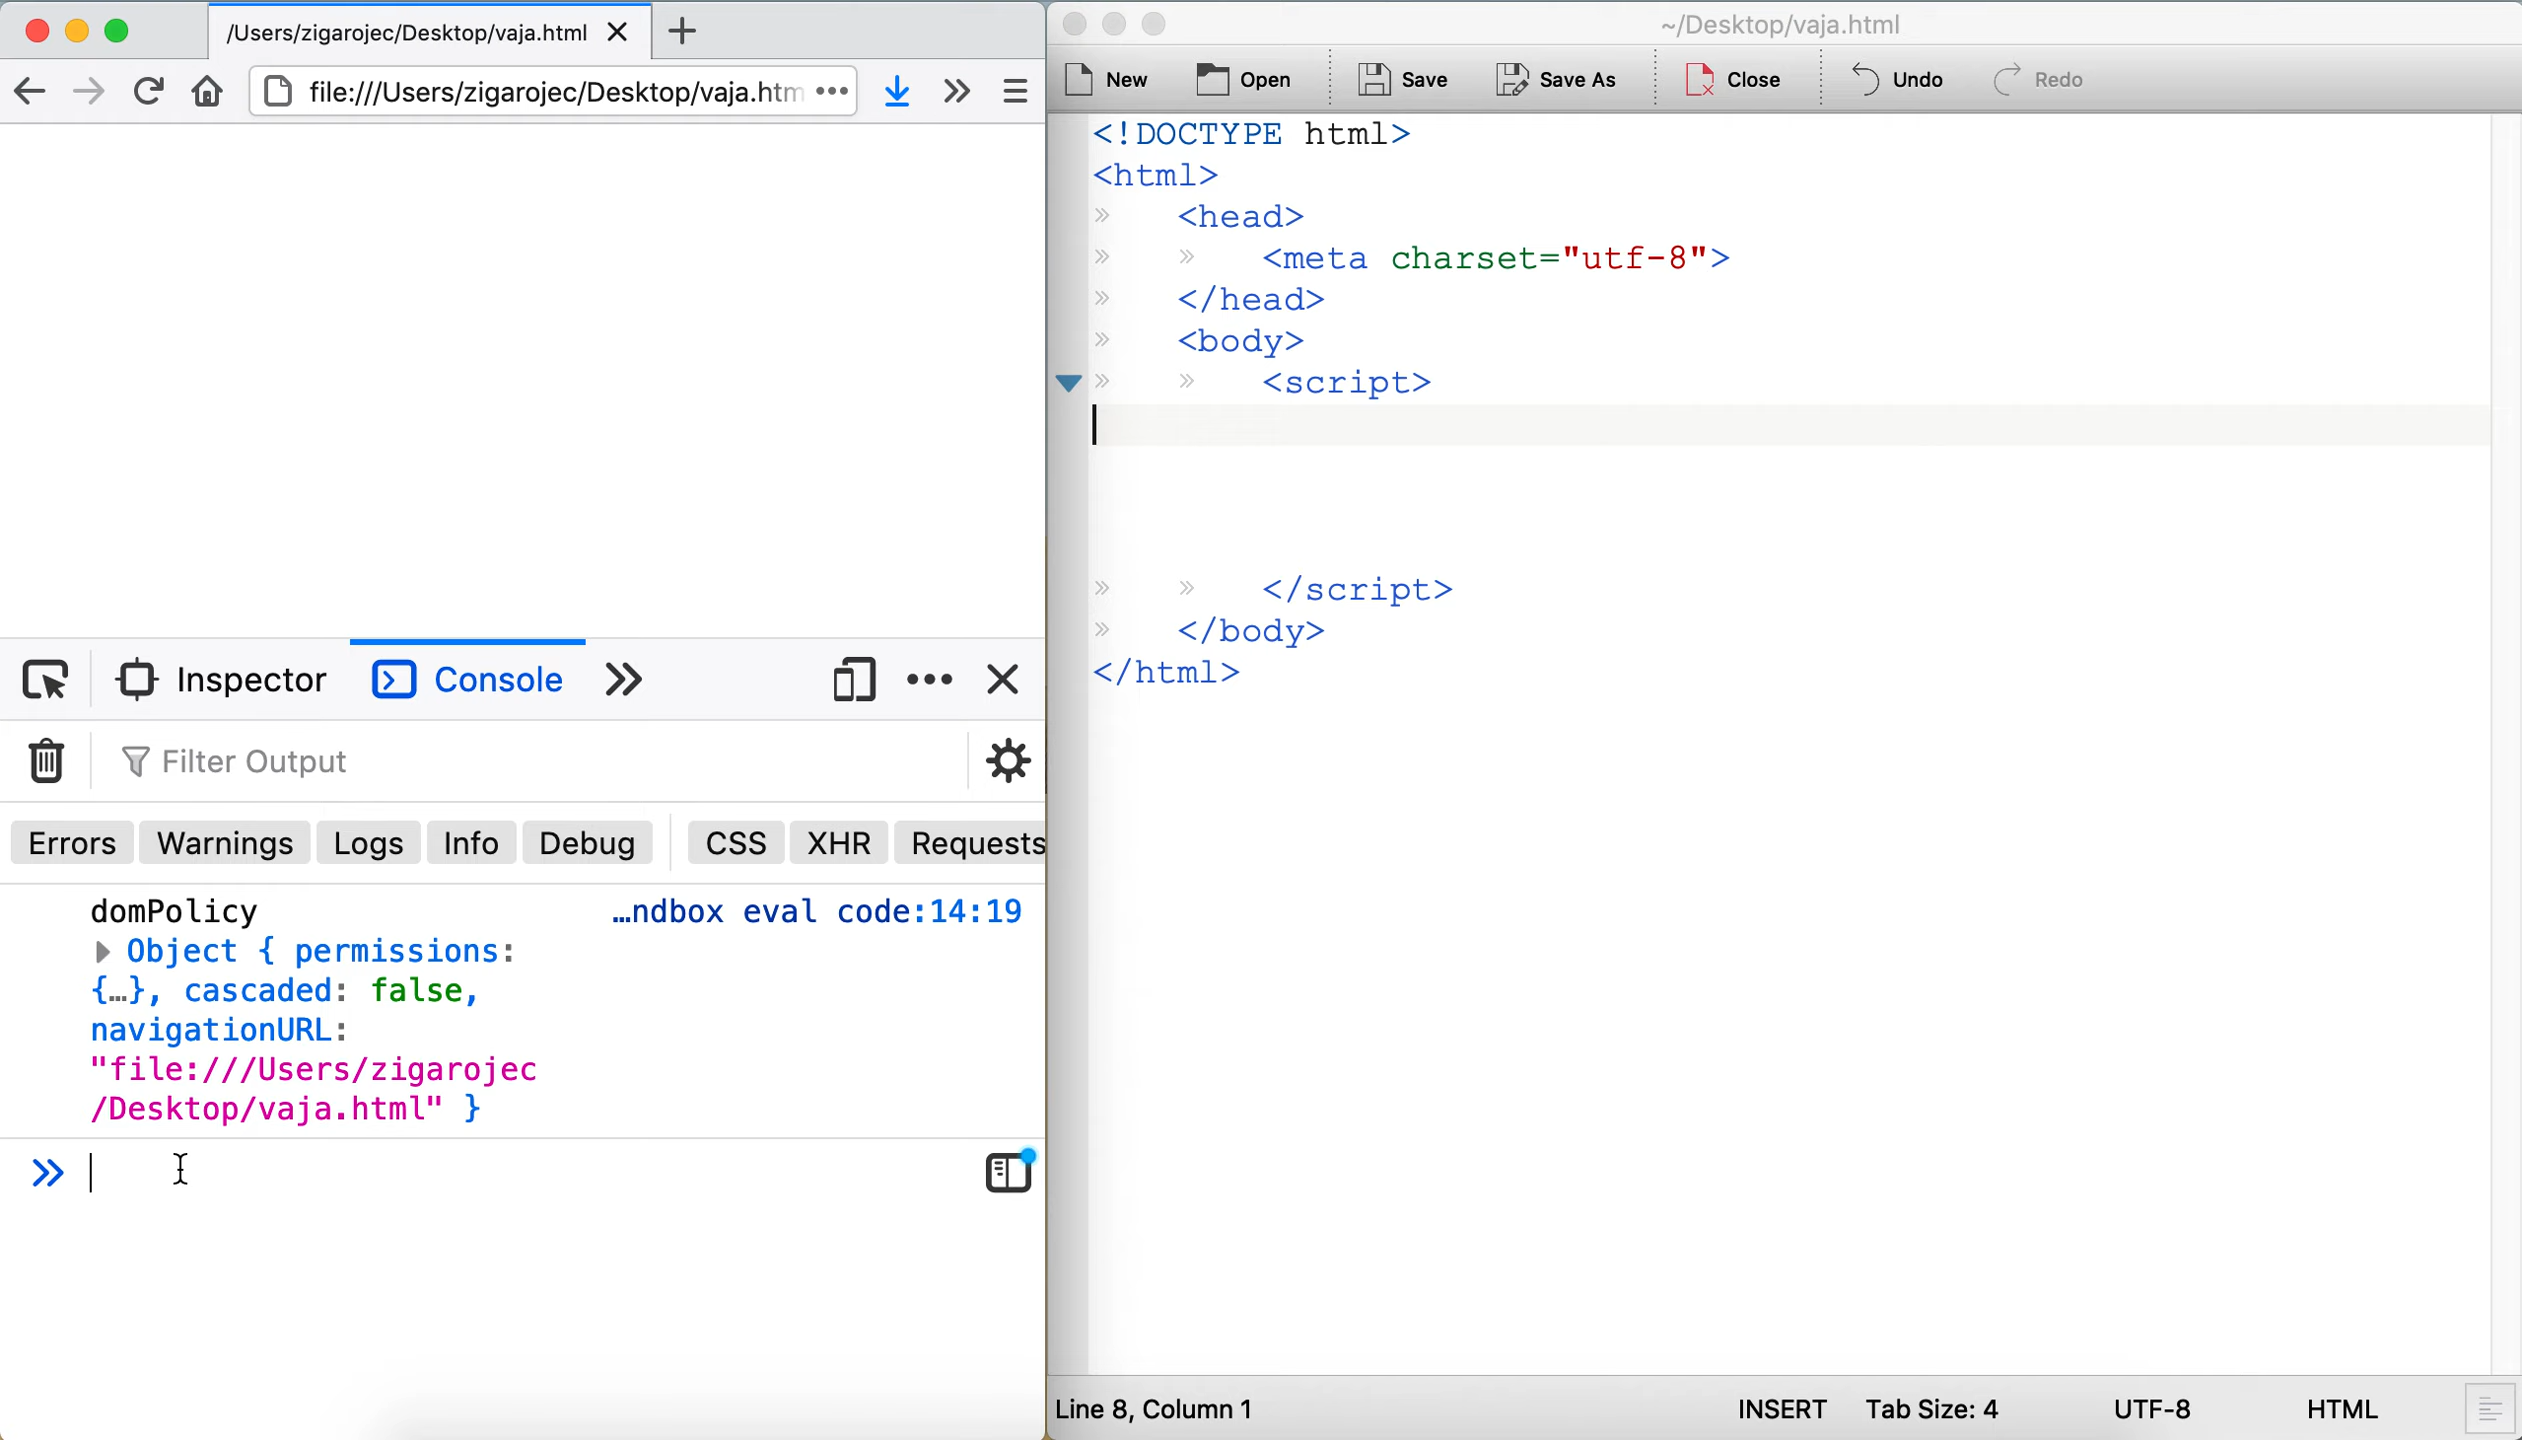 /Users/zigarojec/Desktop/vaja.html
file:///Users/zigarojec/Desktop/vaja.htm
Inspector
Console
Filter Output
Errors Warnings Logs Info Debug CSS XHR Requests
domPolicy …ndbox eval code:14:19
Object { permissions:
{…}, cascaded: false,
navigationURL:
"file:///Users/zigarojec
/Desktop/vaja.html" }
~/Desktop/vaja.html
New Open Save Save As Close Undo Redo
<!DOCTYPE html>
<html>
» <head>
» » <meta charset="utf-8">
» </head>
» <body>
» » <script>
» » </script>
» </body>
</html>
Line 8, Column 1 INSERT Tab Size: 4 UTF-8 HTML